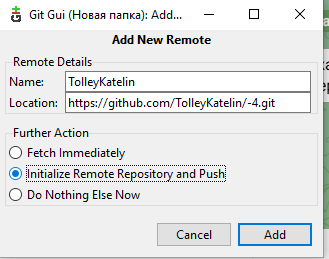 Git Gui (Новая папка): Add...
Add New Remote
Remote Details
Name: TolleyKatelin
Location: https://github.com/TolleyKatelin/-4.git
Further Action
Fetch Immediately
Initialize Remote Repository and Push
Do Nothing Else Now
Cancel Add